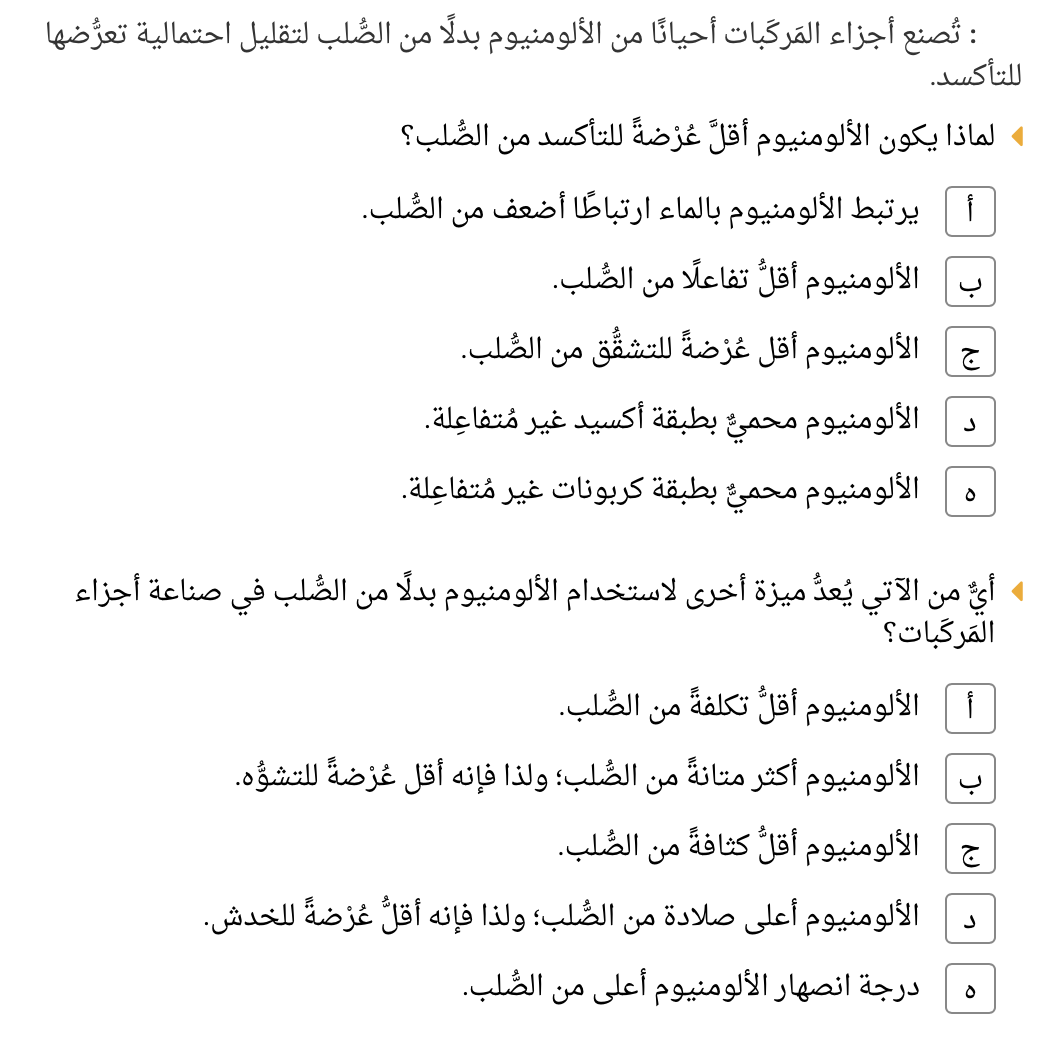 : تُصنع أجزاء المَركَبات أحيانًا من الألومنيوم بدلًا من الصُّلب لتقليل احتمالية تعرُّضها
للتأكسد.
لماذا يكون الألومنيوم أقلَّ عُرْضةً للتأكسد من الصُّلب؟
أ يرتبط الألومنيوم بالماء ارتباطًا أضعف من الصُّلب.
ب الألومنيوم أقلُّ تفاعلًا من الصُّلب.
ج الألومنيوم أقل عُرْضةً للتشقُّق من الصُّلب.
د الألومنيوم محميٌّ بطبقة أكسيد غير مُتفاعِلة.
ه الألومنيوم محميٌّ بطبقة كربونات غير مُتفاعِلة.
أيٌّ من الآتي يُعدُّ ميزة أخرى لاستخدام الألومنيوم بدلًا من الصُّلب في صناعة أجزاء
المَركَبات؟
أ الألومنيوم أقلُّ تكلفةً من الصُّلب.
ب الألومنيوم أكثر متانةً من الصُّلب؛ ولذا فإنه أقل عُرْضةً للتشوُّه.
ج الألومنيوم أقلُّ كثافةً من الصُّلب.
د الألومنيوم أعلى صلادة من الصُّلب؛ ولذا فإنه أقلُّ عُرْضةً للخدش.
ه درجة انصهار الألومنيوم أعلى من الصُّلب.